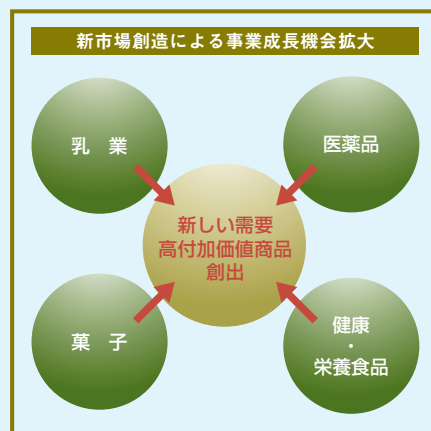 新市場創造による事業成長機会拡大
乳　業
医薬品
新しい需要
高付加価値商品
創出
菓　子
健康
・
栄養食品